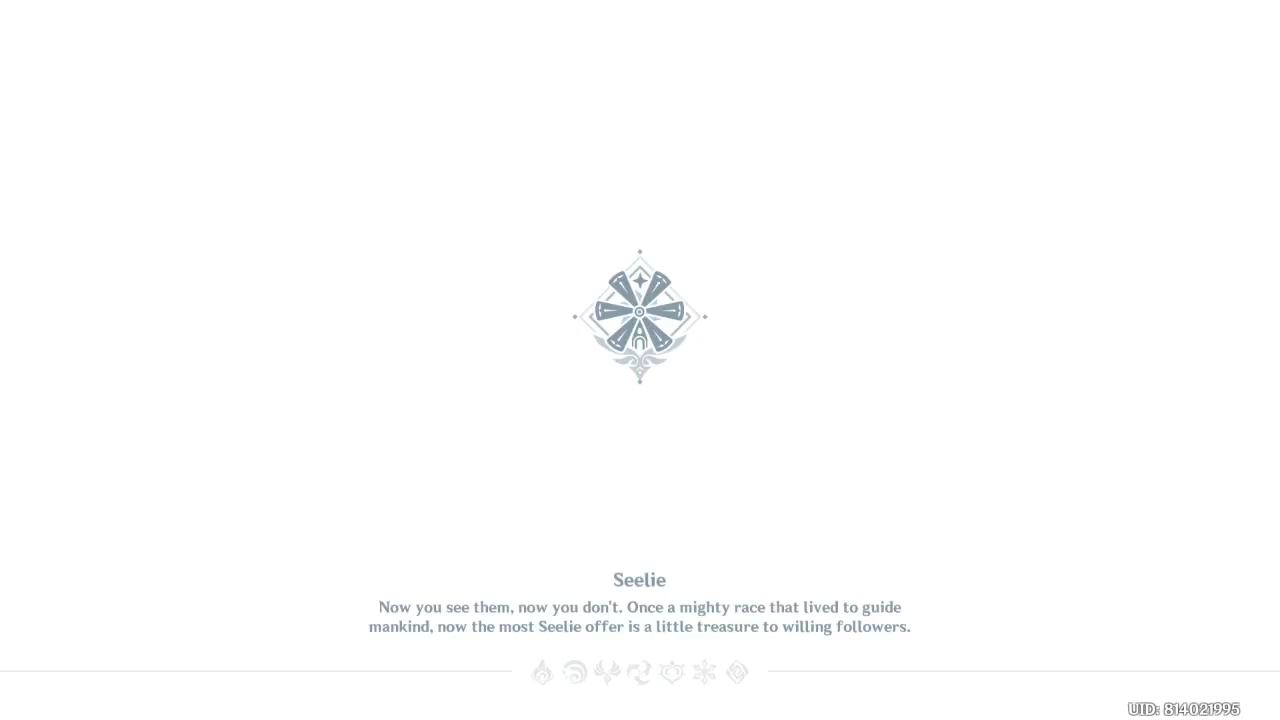 Seelie
Now you see them, now you don't. Once a mighty race that lived to guide
mankind, now the most Seelie offer is a little treasure to willing followers.
UID: 814021995